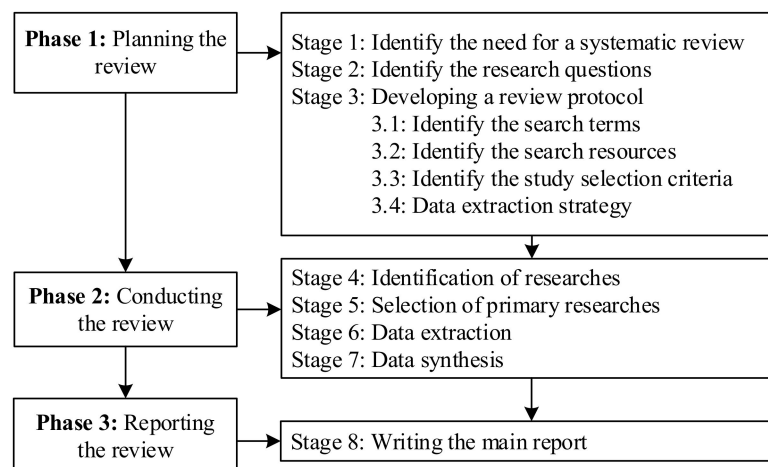 Phase 1: Planning the
review
Stage 1: Identify the need for a systematic review
Stage 2: Identify the research questions
Stage 3: Developing a review protocol
3.1: Identify the search terms
3.2: Identify the search resources
3.3: Identify the study selection criteria
3.4: Data extraction strategy
Phase 2: Conducting
the review
Stage 4: Identification of researches
Stage 5: Selection of primary researches
Stage 6: Data extraction
Stage 7: Data synthesis
Phase 3: Reporting
the review
Stage 8: Writing the main report